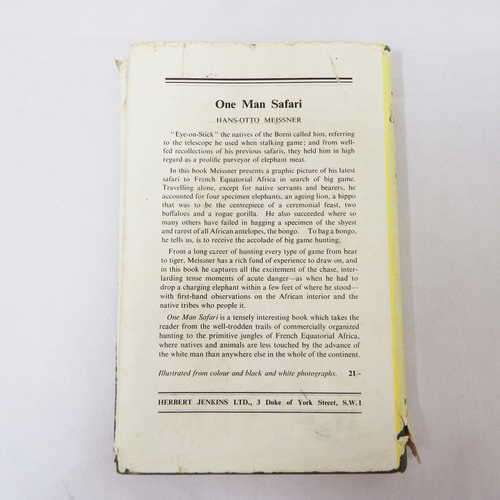 One Man Safari
HANS-OTTO MEISSNER
"Eye-on-Stick" the natives of the Borni called him, referring
to the telescope he used when stalking game; and from well-
fed recollections of his previous safaris, they held him in high
regard as a prolific purveyor of elephant meat.
In this book Meissner presents a graphic picture of his latest
safari to French Equatorial Africa in search of big game.
Travelling alone, except for native servants and bearers, he
accounted for four specimen elephants, an ageing lion, a hippo
that was to be the centrepiece of a ceremonial feast, two
buffaloes and a rogue gorilla. He also succeeded where so
many others have failed in bagging a specimen of the shyest
and rarest of all African antelopes, the bongo. To bag a bongo,
he tells us, is to receive the accolade of big game hunting.
From a long career of hunting every type of game from bear
to tiger, Meissner has a rich fund of experience to draw on, and
in this book he captures all the excitement of the chase, inter-
larding tense moments of acute danger—as when he had to
drop a charging elephant within a few feet of where he stood—
with first-hand observations on the African interior and the
native tribes who people it.
One Man Safari is a tensely interesting book which takes the
reader from the well-trodden trails of commercially organized
hunting to the primitive jungles of French Equatorial Africa,
where natives and animals are less touched by the advance of
the white man than anywhere else in the whole of the continent.
Illustrated from colour and black and white photographs. 21/-
HERBERT JENKINS LTD., 3 Duke of York Street, S.W.1